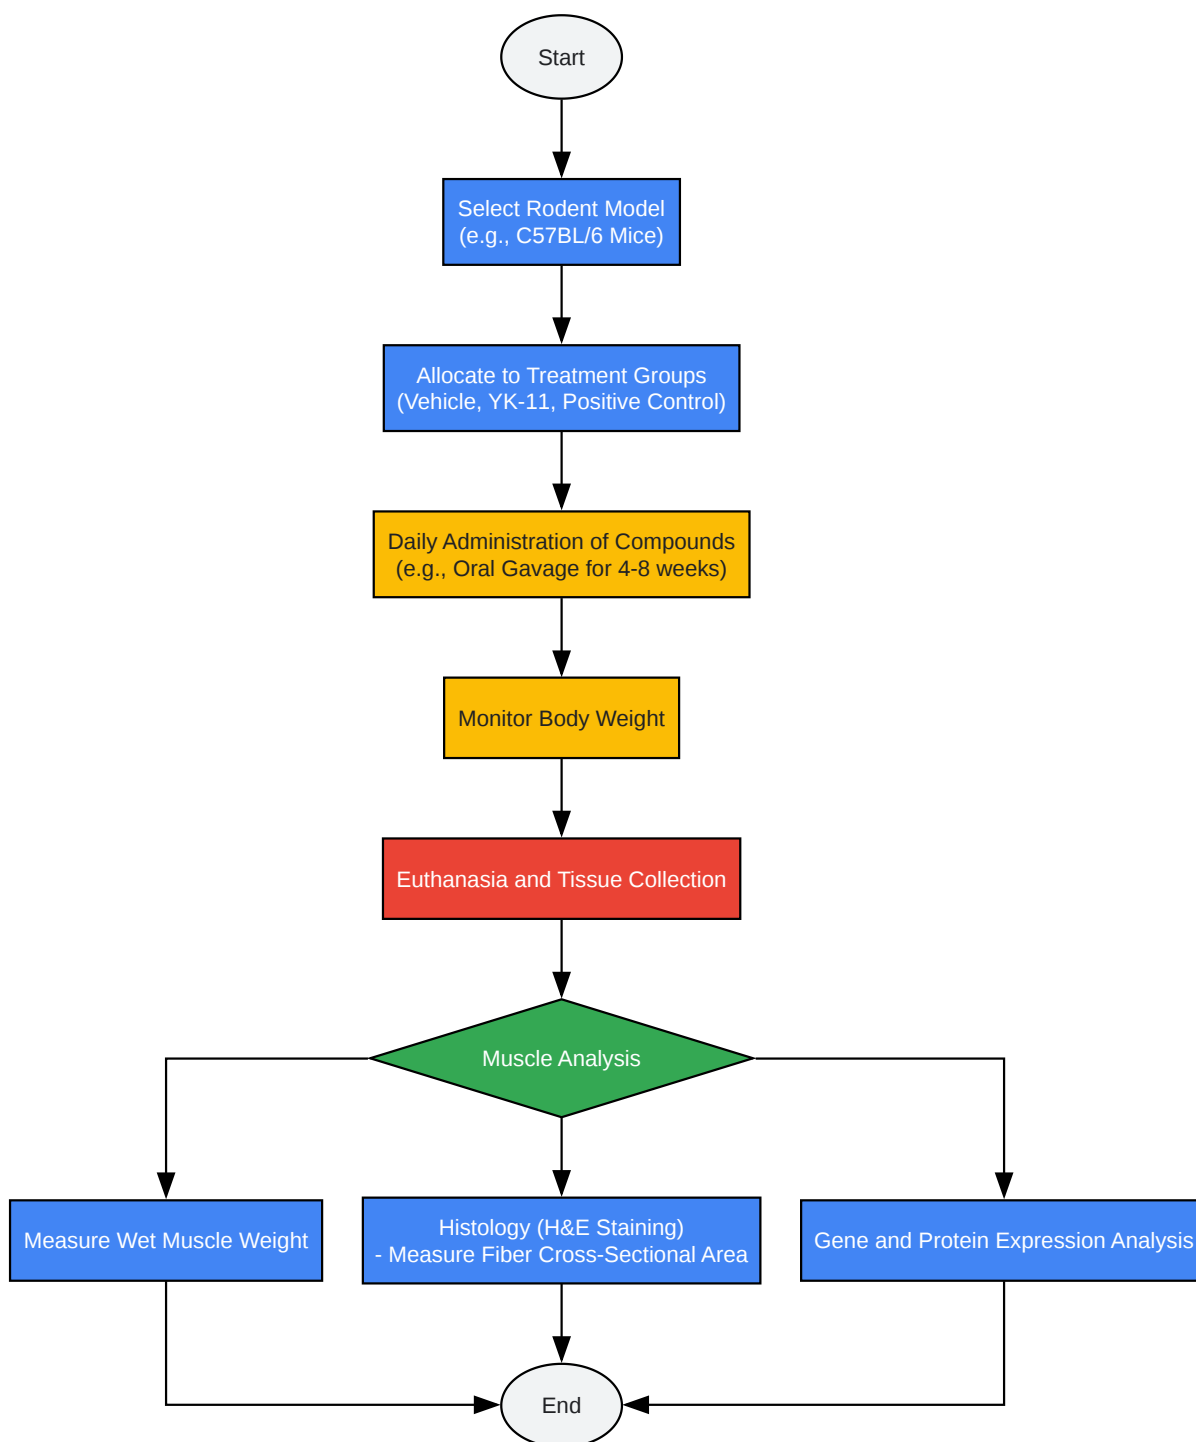 Start
Select Rodent Model
(e.g., C57BL/6 Mice)
Allocate to Treatment Groups
(Vehicle, YK-11, Positive Control)
Daily Administration of Compounds
(e.g., Oral Gavage for 4-8 weeks)
Monitor Body Weight
Euthanasia and Tissue Collection
Muscle Analysis
Measure Wet Muscle Weight
Histology (H&E Staining)
- Measure Fiber Cross-Sectional Area
Gene and Protein Expression Analysis
End